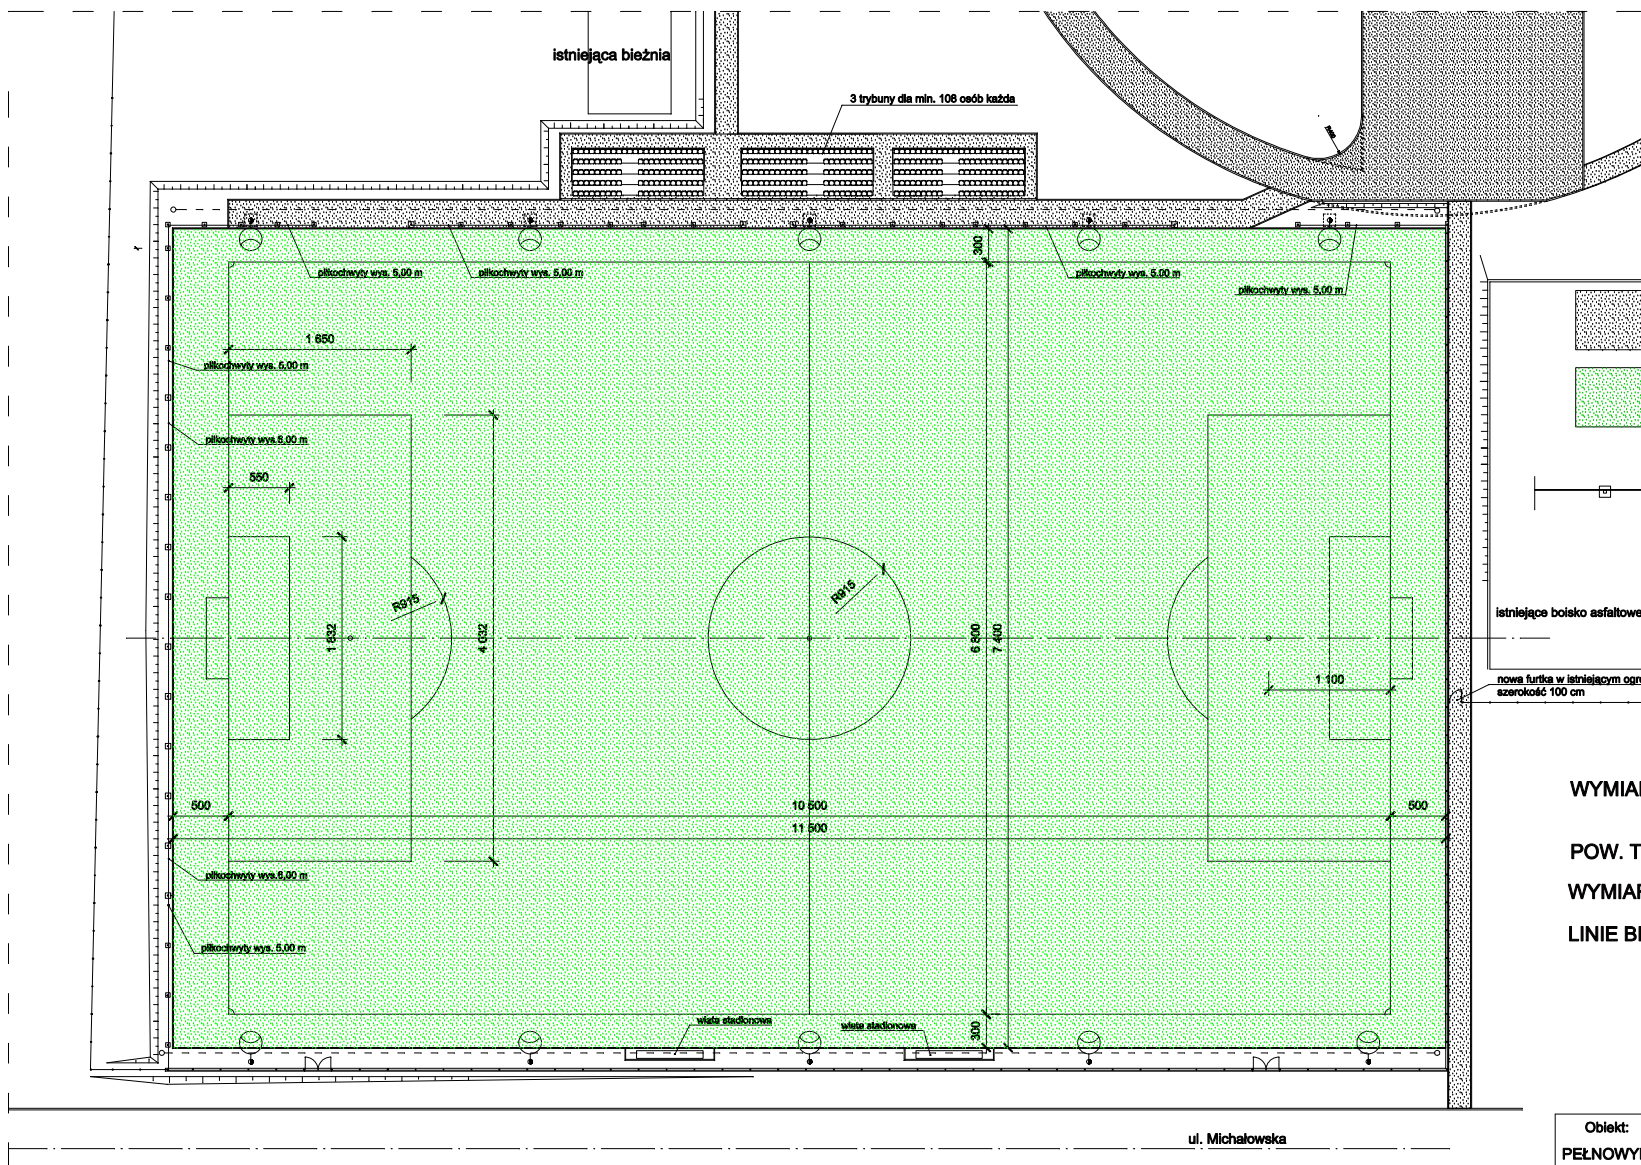 istniejąca bieżnia
3 trybuny dla min. 108 osób każda
300
piłkochwyty wys. 5,00 m
piłkochwyty wys. 5,00 m
piłkochwyty wys. 5.00 m
piłkochwyty wys. 5,00 m
1 650
piłkochwyty wys. 5,00 m
piłkochwyty wys.6,00 m
550
R915
R915
istniejące boisko asfaltowe
1 832
4 032
6 800
7 400
1 100
nowa furtka w istniejącym ogro
szerokość 100 cm
WYMIA
500
10 500
500
11 500
POW. T
piłkochwyty wys.6,00 m
WYMIA
LINIE B
piłkochwyty wys. 5,00 m
wiata stadionowa
wiata stadionowa
300
Obiekt:
ul. Michałowska
PEŁNOWY